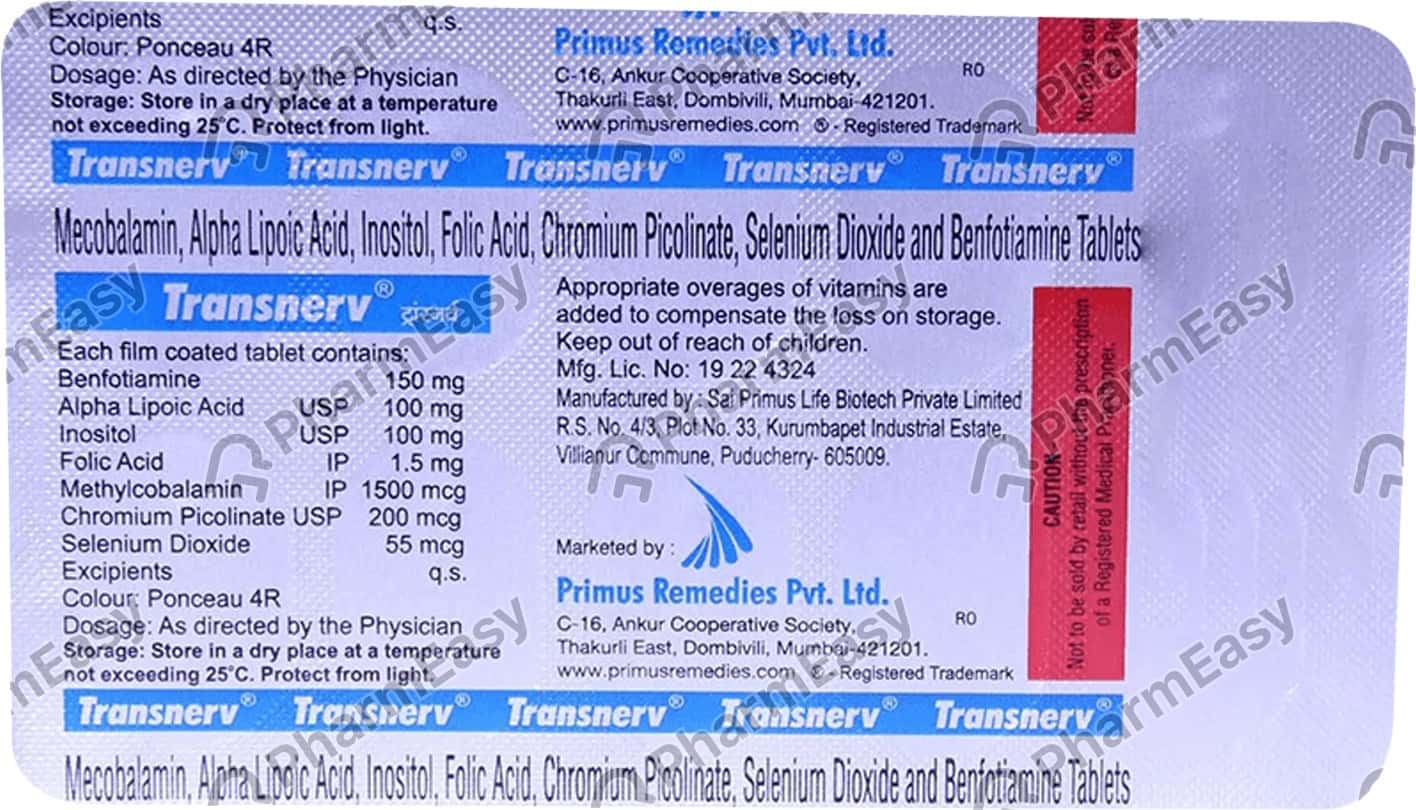 Excipients q.s.
Colour: Ponceau 4R
Dosage: As directed by the Physician
Storage: Store in a dry place at a temperature
not exceeding 25°C. Protect from light.
Primus Remedies Pvt. Ltd.
C-16, Ankur Cooperative Society,
Thakurli East, Dombivili, Mumbai-421201.
www.primusremedies.com ® - Registered Trademark
R0
Not to be
Transnerv® Transnerv® Transnerv® Transnerv® Transnerv®
Mecobalamin, Alpha Lipoic Acid, Inositol, Folic Acid, Chromium Picolinate, Selenium Dioxide and Benfotiamine Tablets
Transnerv® ट्रांसनर्व
Each film coated tablet contains:
Benfotiamine 150 mg
Alpha Lipoic Acid USP 100 mg
Inositol USP 100 mg
Folic Acid IP 1.5 mg
Methylcobalamin IP 1500 mcg
Chromium Picolinate USP 200 mcg
Selenium Dioxide 55 mcg
Excipients q.s.
Colour: Ponceau 4R
Dosage: As directed by the Physician
Storage: Store in a dry place at a temperature
not exceeding 25°C. Protect from light.
Appropriate overages of vitamins are
added to compensate the loss on storage.
Keep out of reach of children.
Mfg. Lic. No: 19 22 4324
Manufactured by : Sai Primus Life Biotech Private Limited
R.S. No. 4/3, Plot No. 33, Kurumbapet Industrial Estate,
Villianur Commune, Puducherry- 605009.
Marketed by :
Primus Remedies Pvt. Ltd.
C-16, Ankur Cooperative Society,
Thakurli East, Dombivili, Mumbai-421201.
www.primusremedies.com ® - Registered Trademark
R0
CAUTION
Not to be sold by retail without the prescription
of a Registered Medical Practitioner.
Transnerv® Transnerv® Transnerv® Transnerv® Transnerv®
Mecobalamin, Alpha Lipoic Acid, Inositol, Folic Acid, Chromium Picolinate, Selenium Dioxide and Benfotiamine Tablets
PharmEasy
PharmEasy
PharmEasy
PharmEasy
PharmEasy
PharmEasy